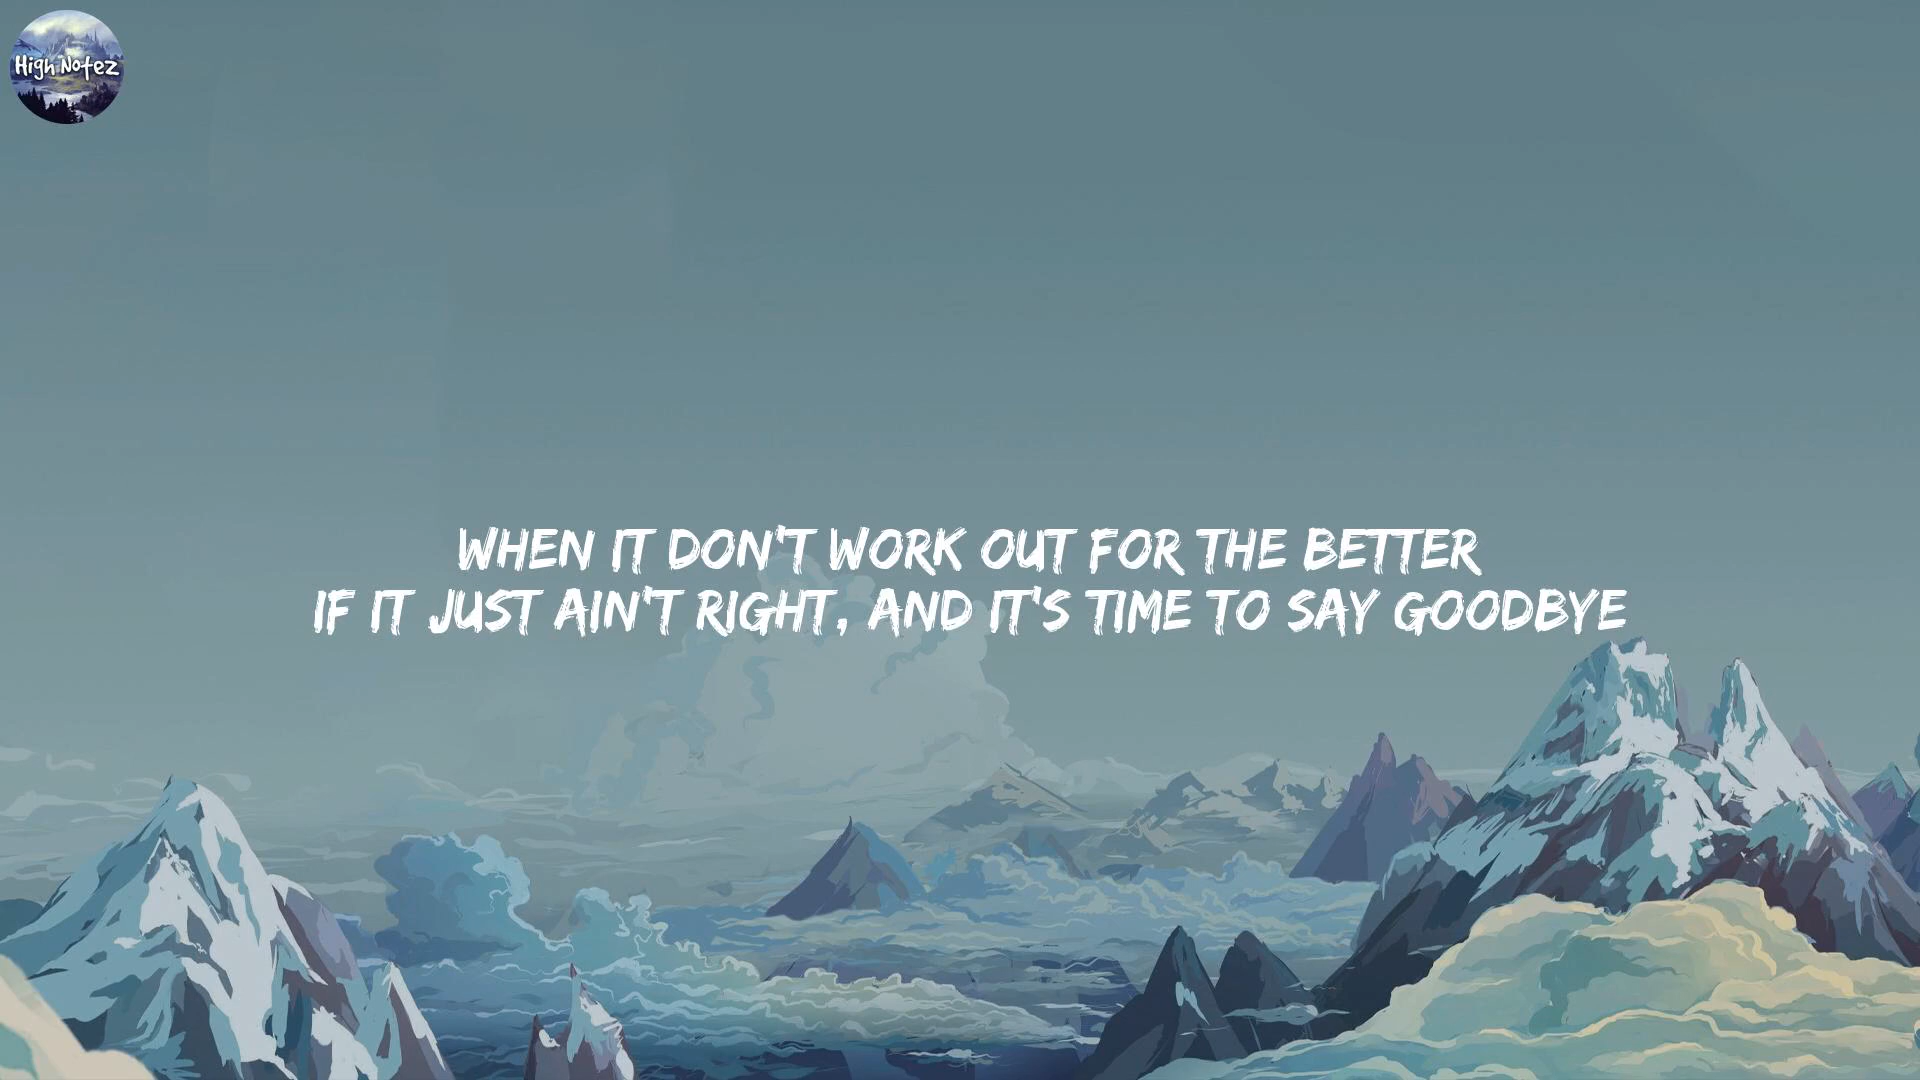 High Notez
WHEN IT DON'T WORK OUT FOR THE BETTER
IF IT JUST AIN'T RIGHT, AND IT'S TIME TO SAY GOODBYE